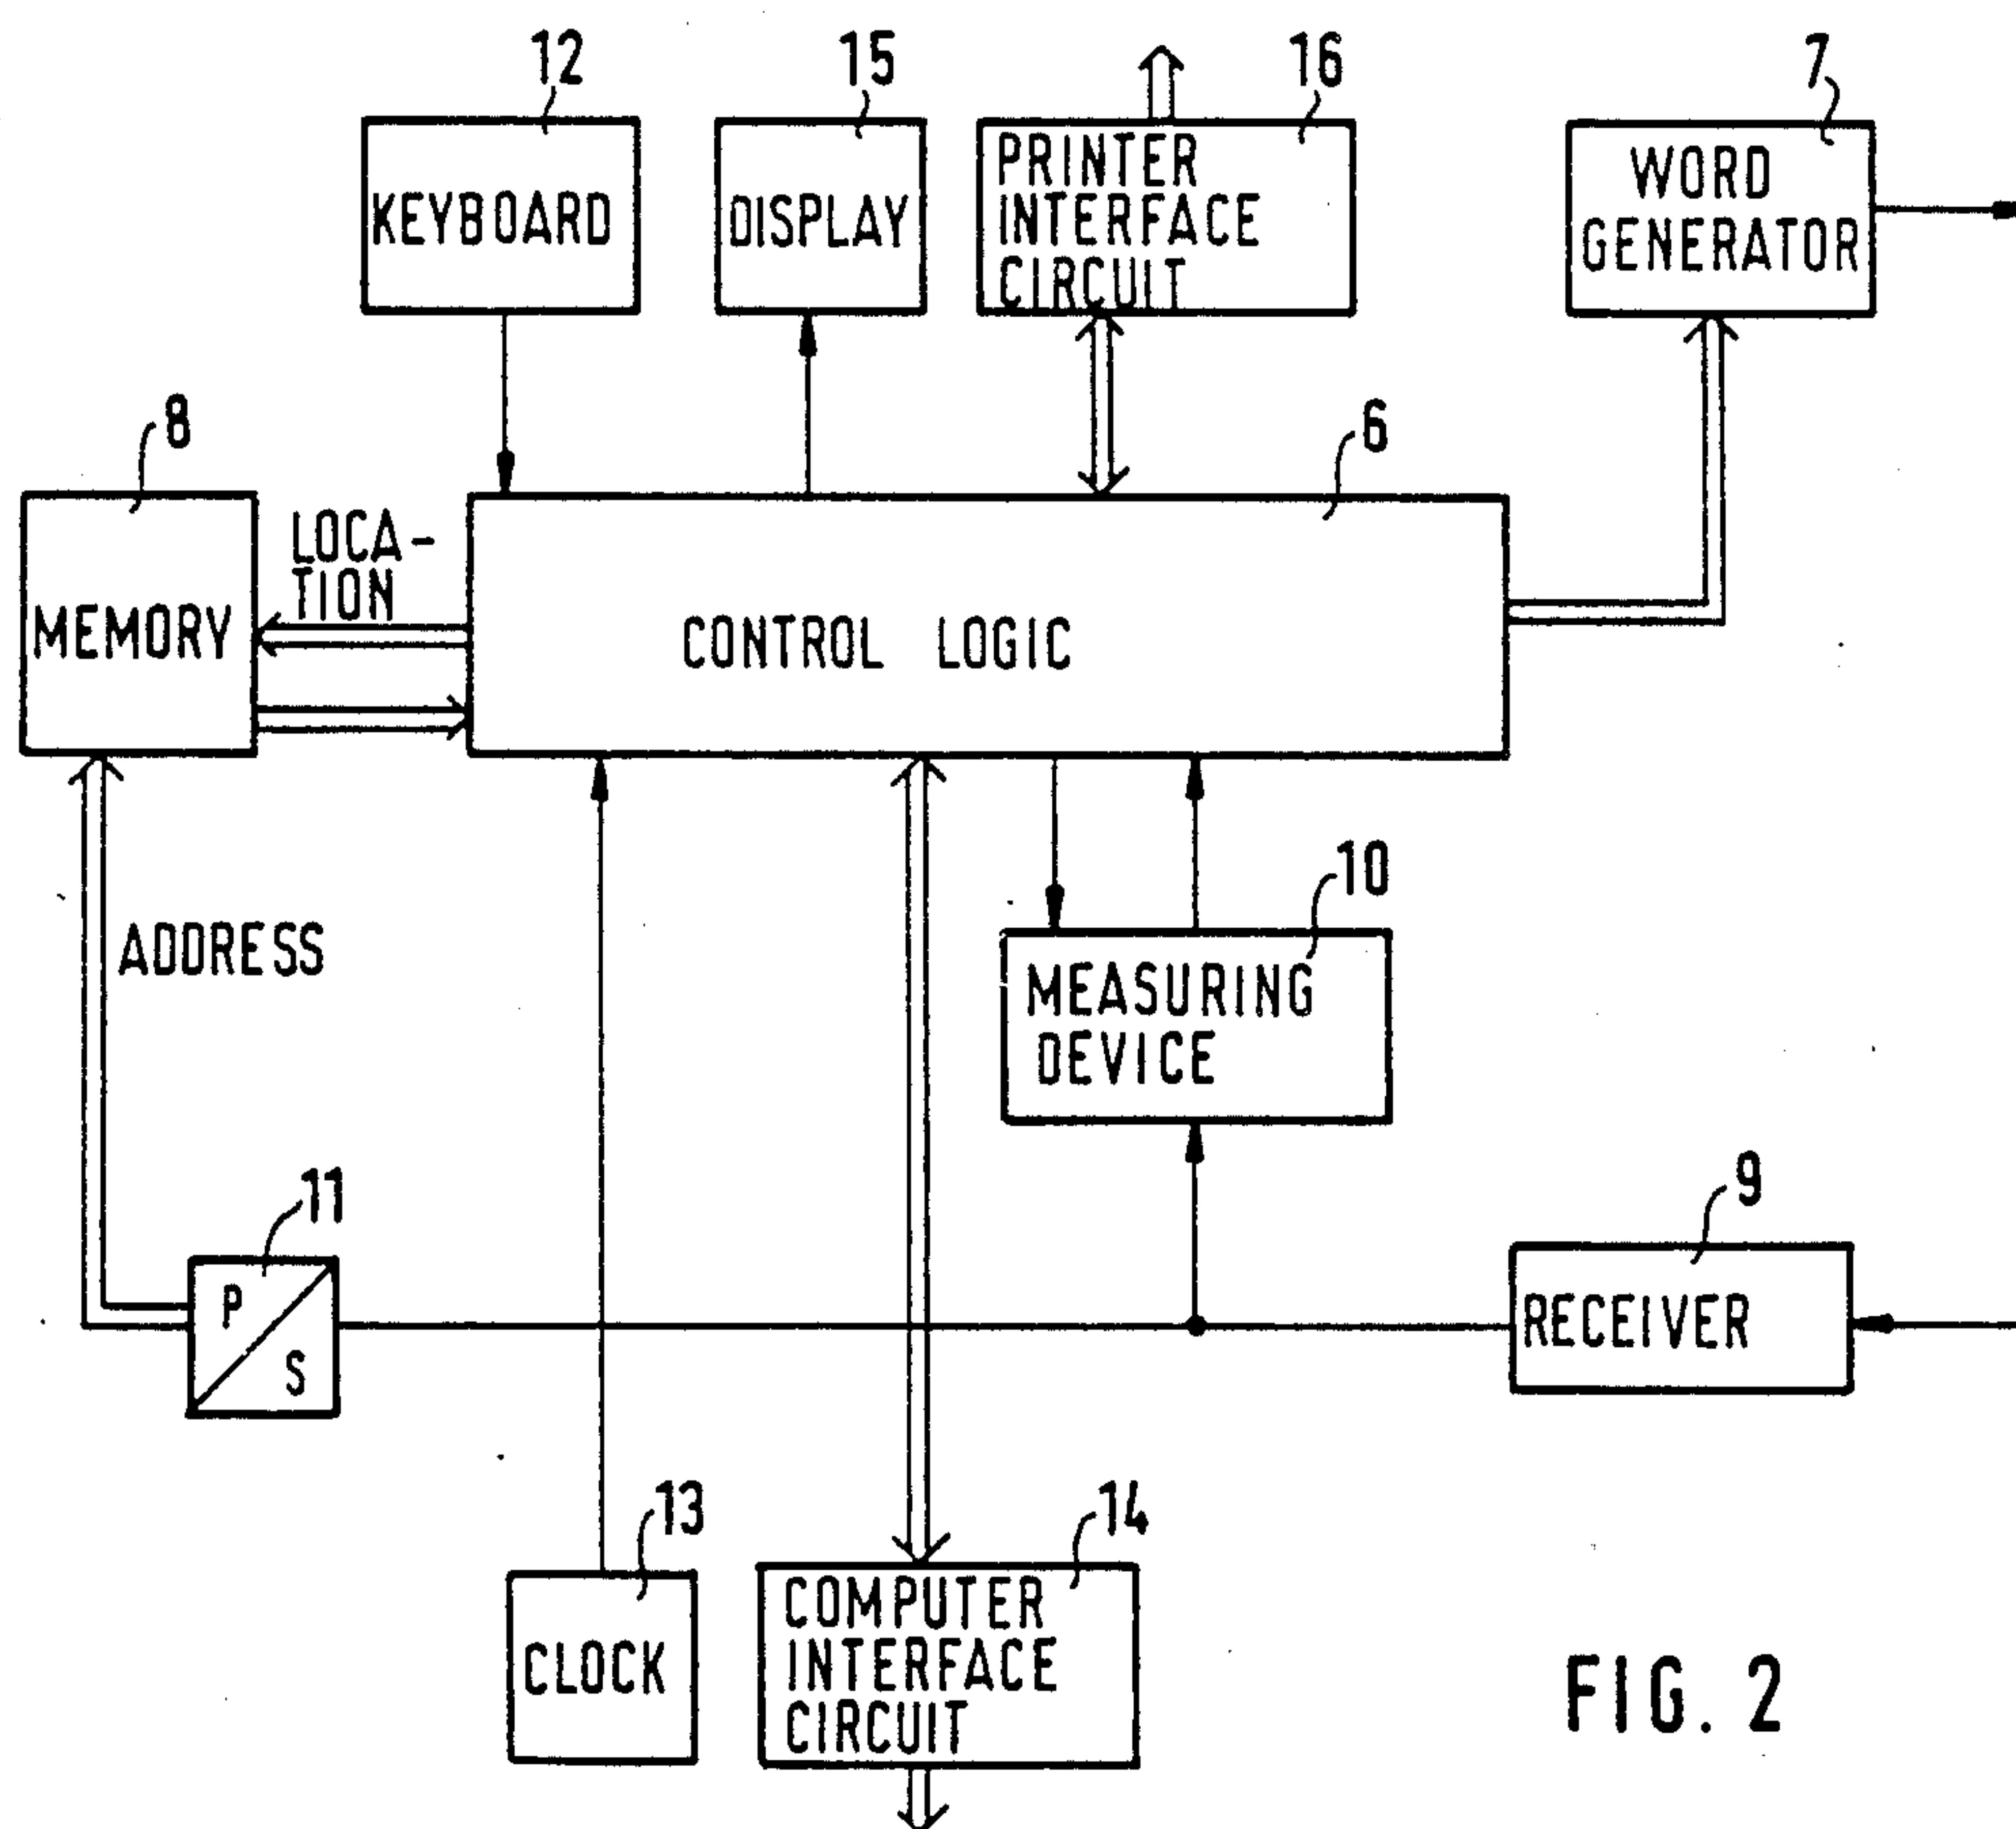 12
15
16
7
KEYBOARD
DISPLAY
PRINTER
INTERFACE
CIRCUIT
WORD
GENERATOR
8
6
LOCA-
TION
MEMORY
CONTROL LOGIC
ADDRESS
10
MEASURING
DEVICE
11
P
S
9
RECEIVER
13
14
CLOCK
COMPUTER
INTERFACE
CIRCUIT
FIG. 2